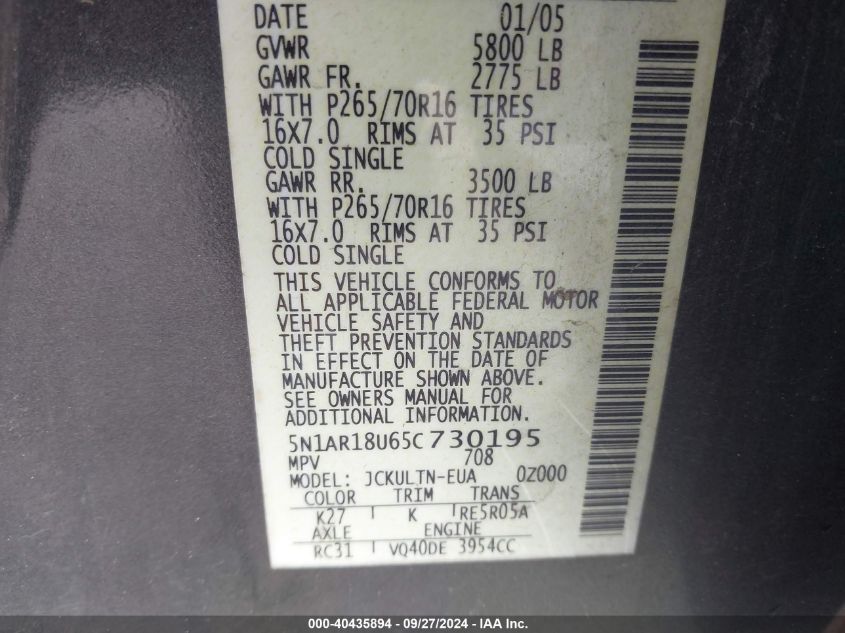 DATE 01/05
GVWR 5800 LB
GAWR FR. 2775 LB
WITH P265/70R16 TIRES
16X7.0 RIMS AT 35 PSI
COLD SINGLE
GAWR RR. 3500 LB
WITH P265/70R16 TIRES
16X7.0 RIMS AT 35 PSI
COLD SINGLE
THIS VEHICLE CONFORMS TO
ALL APPLICABLE FEDERAL MOTOR
VEHICLE SAFETY AND
THEFT PREVENTION STANDARDS
IN EFFECT ON THE DATE OF
MANUFACTURE SHOWN ABOVE.
SEE OWNERS MANUAL FOR
ADDITIONAL INFORMATION.
5N1AR18U65C730195
MPV 708
MODEL: JCKULTN-EUA 0Z000
COLOR TRIM TRANS
K27 K RE5R05A
AXLE ENGINE
RC31 VQ40DE 3954CC
000-40435894 - 09/27/2024 - © IAA Inc.